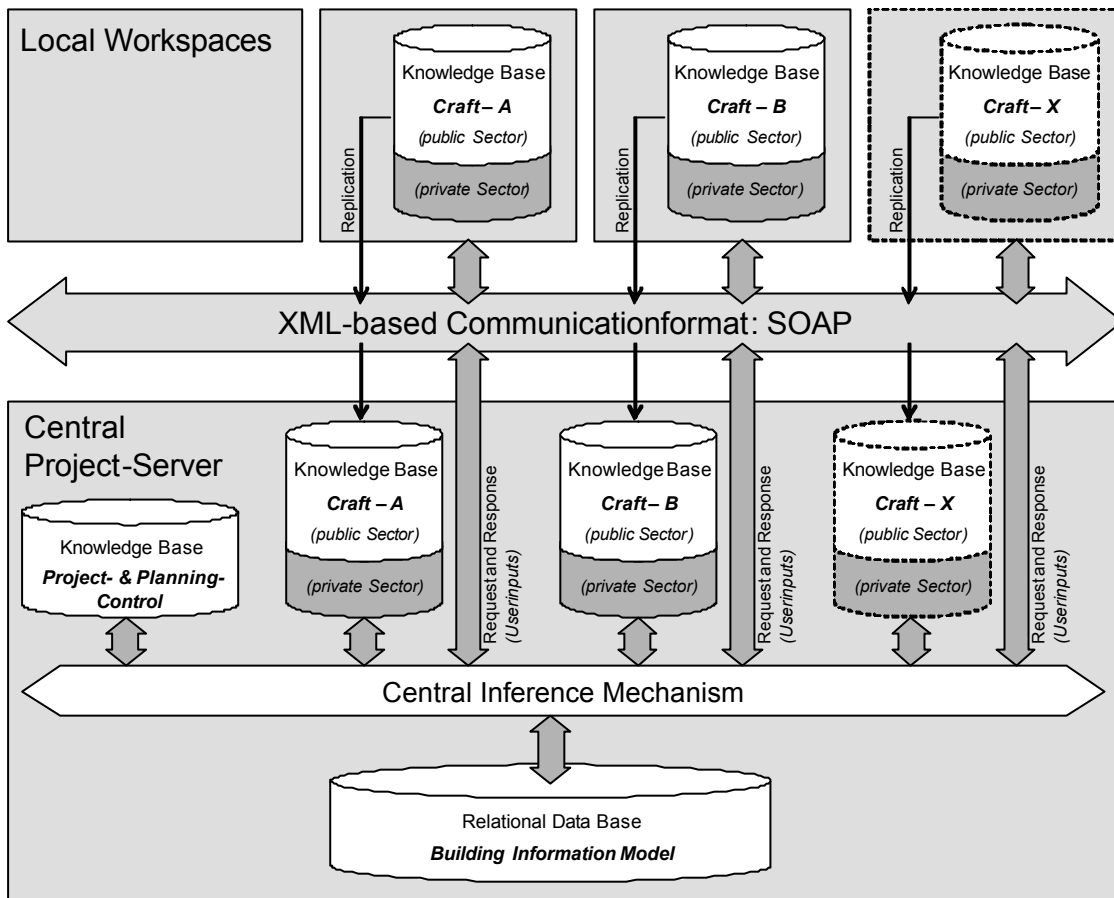 Local Workspaces
Knowledge Base
Craft – A
(public Sector)
(private Sector)
Replication
Knowledge Base
Craft – B
(public Sector)
(private Sector)
Replication
Knowledge Base
Craft – X
(public Sector)
(private Sector)
Replication
XML-based Communicationformat: SOAP
Central
Project-Server
Knowledge Base
Project- & Planning-
Control
Knowledge Base
Craft – A
(public Sector)
(private Sector)
Request and Response
(Userinputs)
Knowledge Base
Craft – B
(public Sector)
(private Sector)
Request and Response
(Userinputs)
Knowledge Base
Craft – X
(public Sector)
(private Sector)
Request and Response
(Userinputs)
Central Inference Mechanism
Relational Data Base
Building Information Model